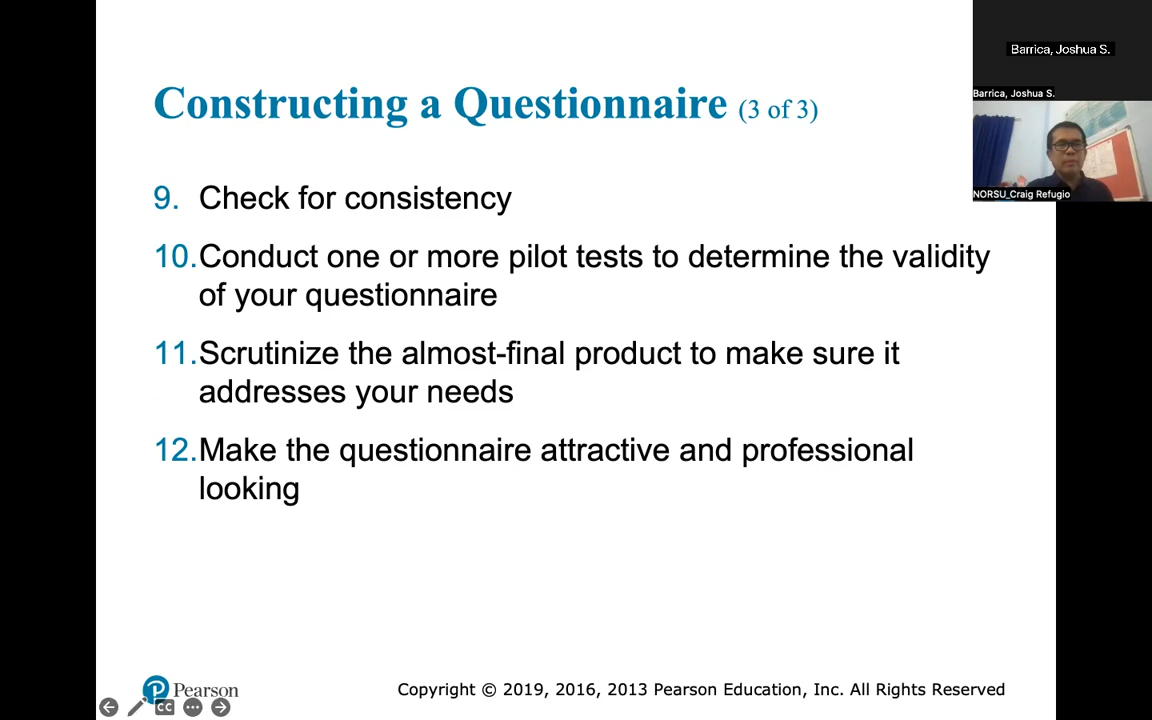 Barrica, Joshua S.
Barrica, Joshua S.
NORSU_Craig Refugio
Constructing a Questionnaire (3 of 3)
9. Check for consistency
10. Conduct one or more pilot tests to determine the validity
of your questionnaire
11. Scrutinize the almost-final product to make sure it
addresses your needs
12. Make the questionnaire attractive and professional
looking
P Pearson
CC
Copyright © 2019, 2016, 2013 Pearson Education, Inc. All Rights Reserved